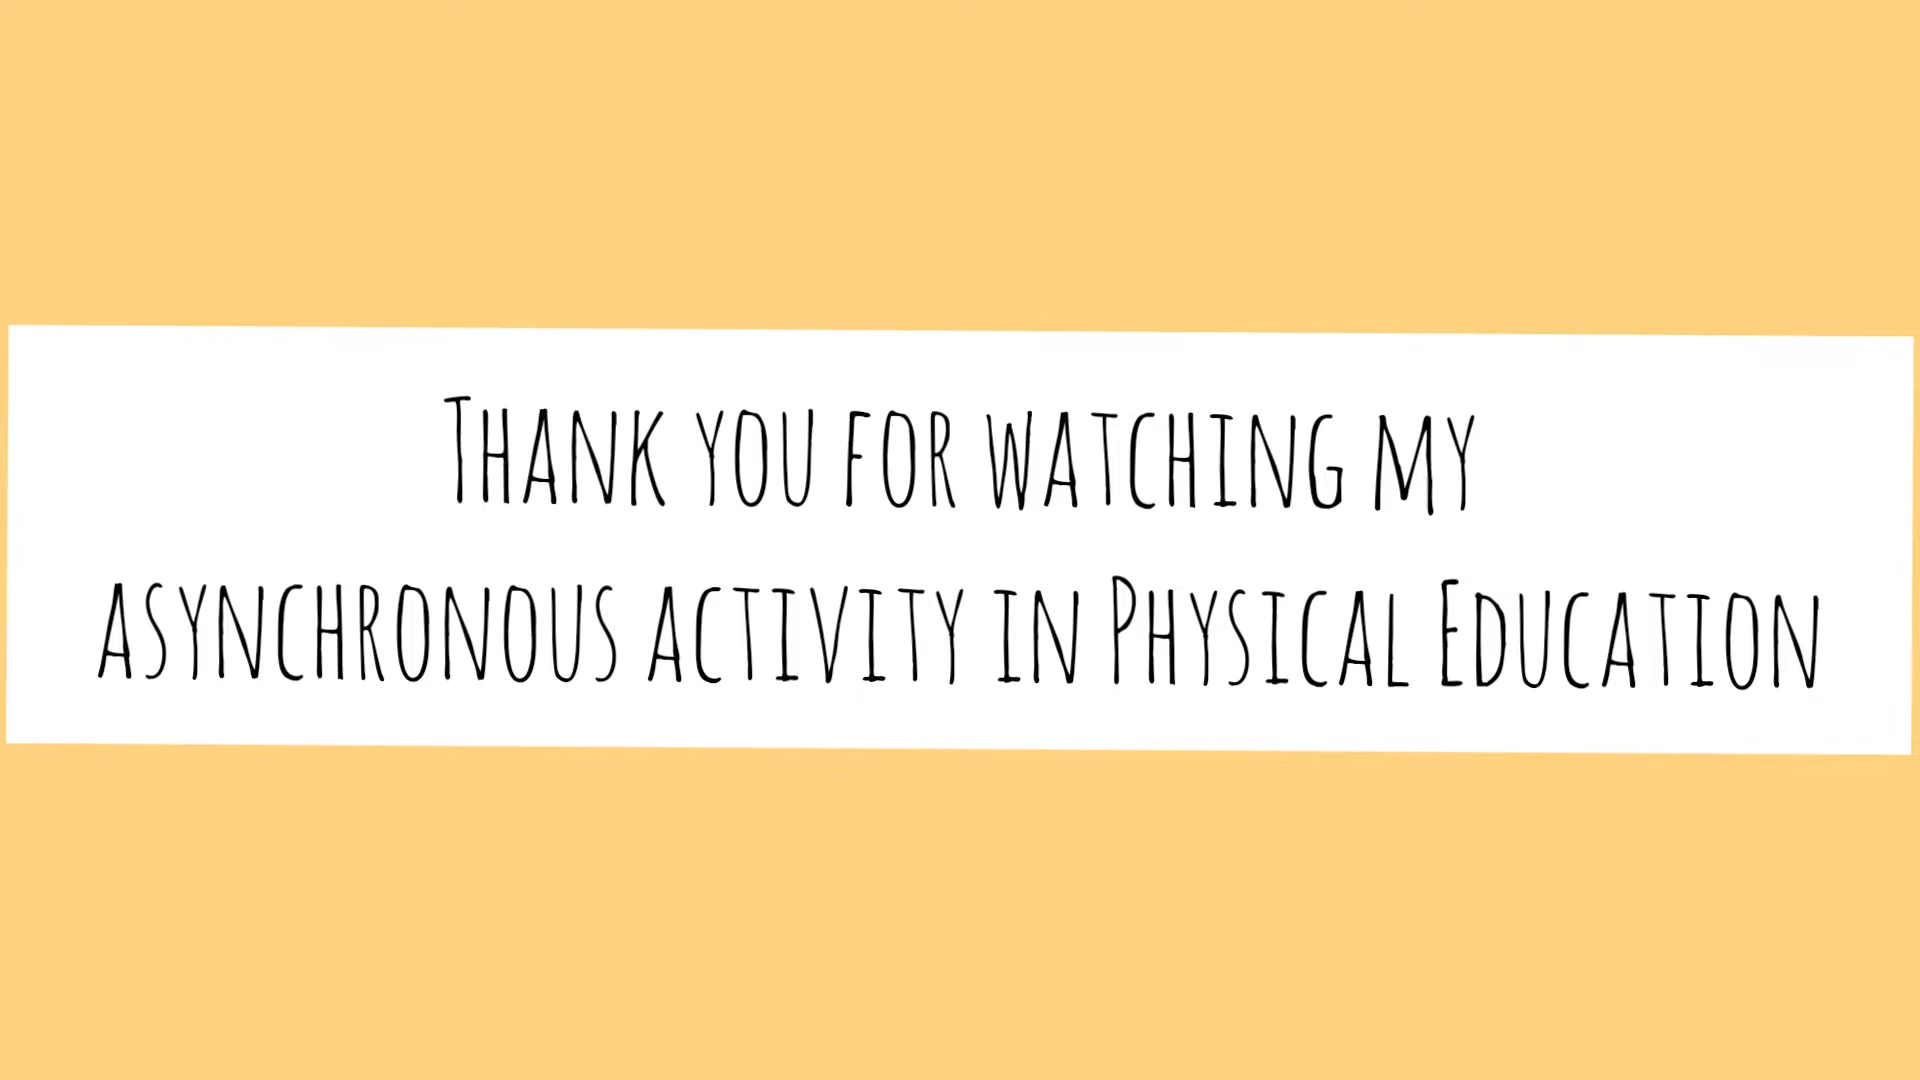 Thank you for watching my
asynchronous activity in Physical Education